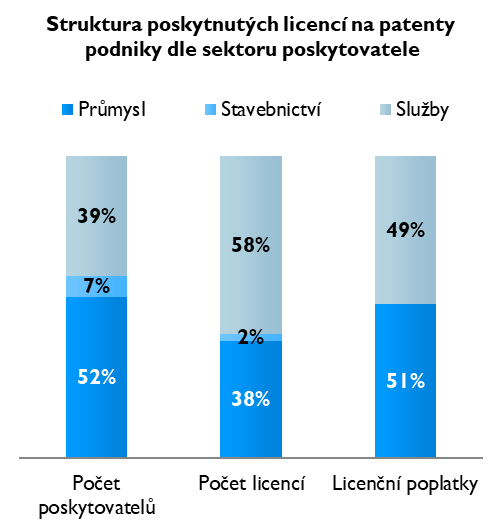 Struktura poskytnutých licencí na patenty
podniky dle sektoru poskytovatele
Průmysl Stavebnictví Služby
39% 58% 49%
7% 2%
52% 38% 51%
Počet poskytovatelů Počet licencí Licenční poplatky